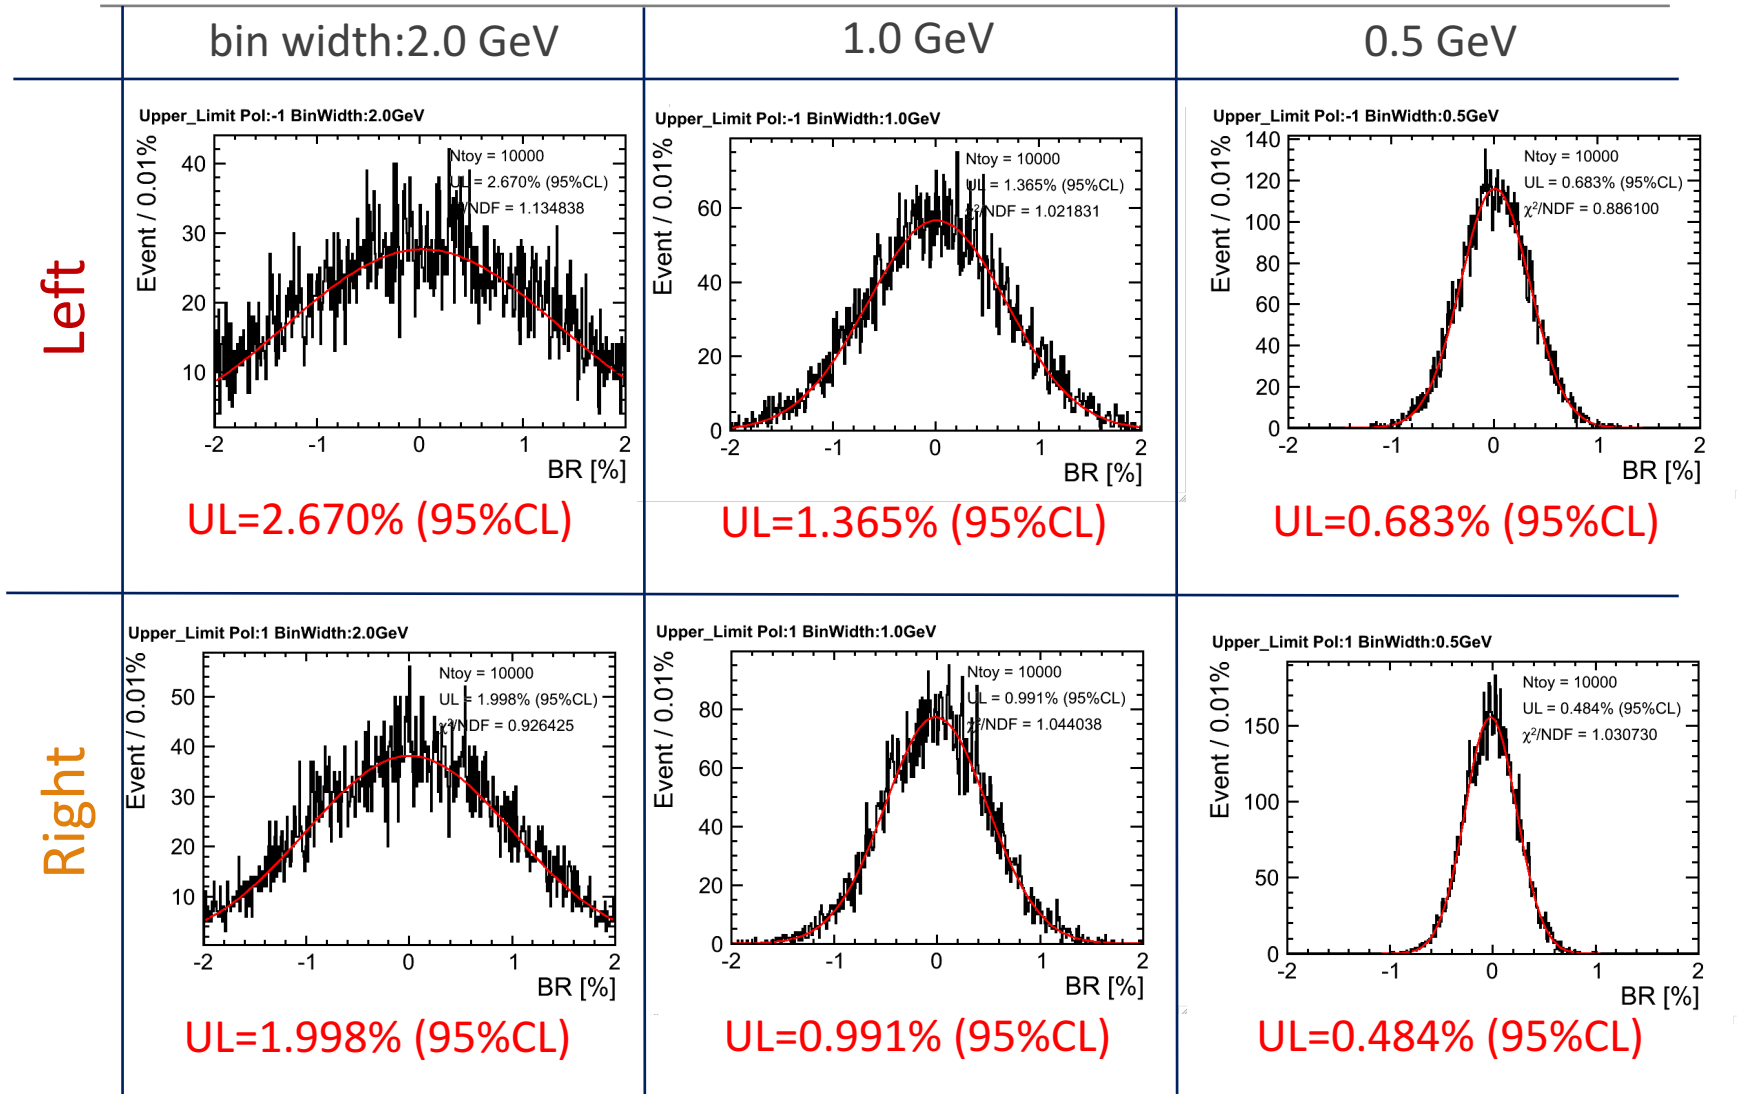 bin width:2.0 GeV
1.0 GeV
0.5 GeV
Left
Upper_Limit Pol:-1 BinWidth:2.0GeV
Event / 0.01%
40
30
20
10
Ntoy = 10000
UL = 2.670% (95%CL)
/NDF = 1.134838
-2 -1 0 1 2
BR [%]
UL=2.670% (95%CL)
Upper_Limit Pol:-1 BinWidth:1.0GeV
Event / 0.01%
60
40
20
0
Ntoy = 10000
UL = 1.365% (95%CL)
χ²/NDF = 1.021831
-2 -1 0 1 2
BR [%]
UL=1.365% (95%CL)
Upper_Limit Pol:-1 BinWidth:0.5GeV
Event / 0.01%
140
120
100
80
60
40
20
0
Ntoy = 10000
UL = 0.683% (95%CL)
χ²/NDF = 0.886100
-2 -1 0 1 2
BR [%]
UL=0.683% (95%CL)
Right
Upper_Limit Pol:1 BinWidth:2.0GeV
Event / 0.01%
50
40
30
20
10
Ntoy = 10000
UL = 1.998% (95%CL)
χ²/NDF = 0.926425
-2 -1 0 1 2
BR [%]
UL=1.998% (95%CL)
Upper_Limit Pol:1 BinWidth:1.0GeV
Event / 0.01%
80
60
40
20
0
Ntoy = 10000
UL = 0.991% (95%CL)
χ²/NDF = 1.044038
-2 -1 0 1 2
BR [%]
UL=0.991% (95%CL)
Upper_Limit Pol:1 BinWidth:0.5GeV
Event / 0.01%
150
100
50
0
Ntoy = 10000
UL = 0.484% (95%CL)
χ²/NDF = 1.030730
-2 -1 0 1 2
BR [%]
UL=0.484% (95%CL)